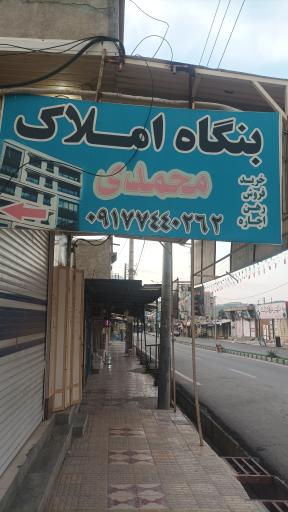 بنگاه املاک
محمدی
خرید
فروش
رهن
اجاره
۰۹۱۷۷۴۴۰۲۶۲